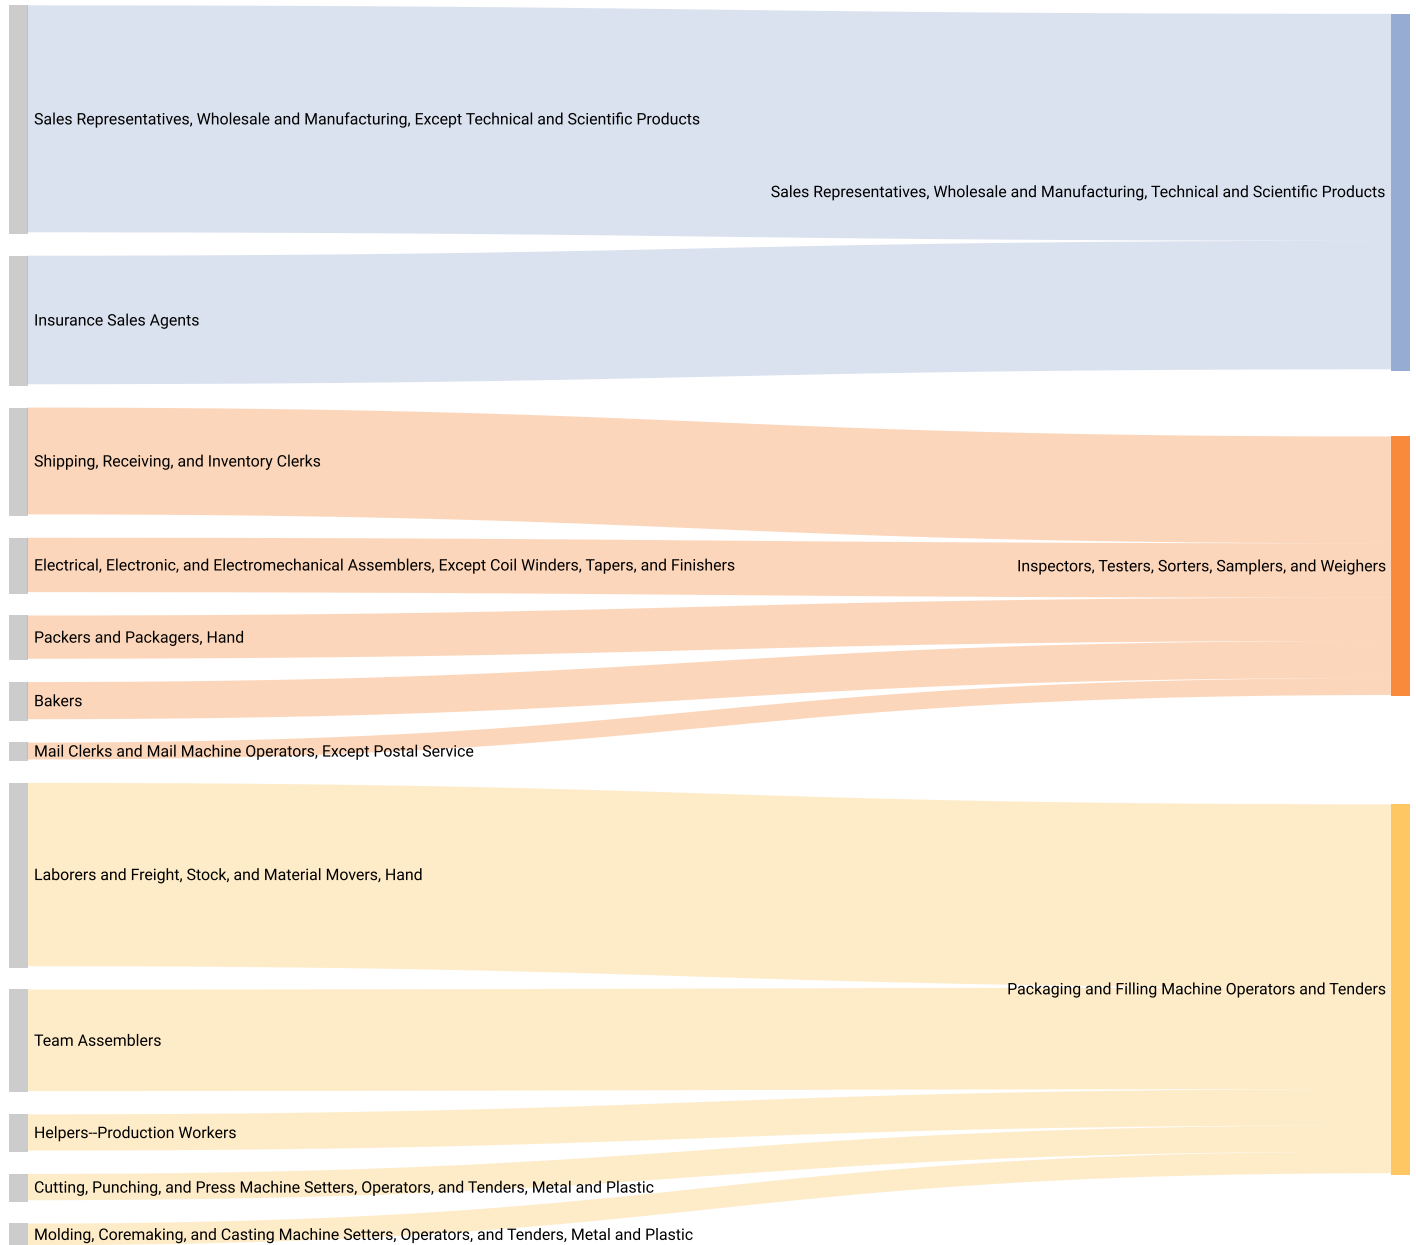 Sales Representatives, Wholesale and Manufacturing, Except Technical and Scientific Products
Sales Representatives, Wholesale and Manufacturing, Technical and Scientific Products
Insurance Sales Agents
Shipping, Receiving, and Inventory Clerks
Electrical, Electronic, and Electromechanical Assemblers, Except Coil Winders, Tapers, and Finishers
Inspectors, Testers, Sorters, Samplers, and Weighers
Packers and Packagers, Hand
Bakers
Mail Clerks and Mail Machine Operators, Except Postal Service
Laborers and Freight, Stock, and Material Movers, Hand
Packaging and Filling Machine Operators and Tenders
Team Assemblers
Helpers--Production Workers
Cutting, Punching, and Press Machine Setters, Operators, and Tenders, Metal and Plastic
Molding, Coremaking, and Casting Machine Setters, Operators, and Tenders, Metal and Plastic